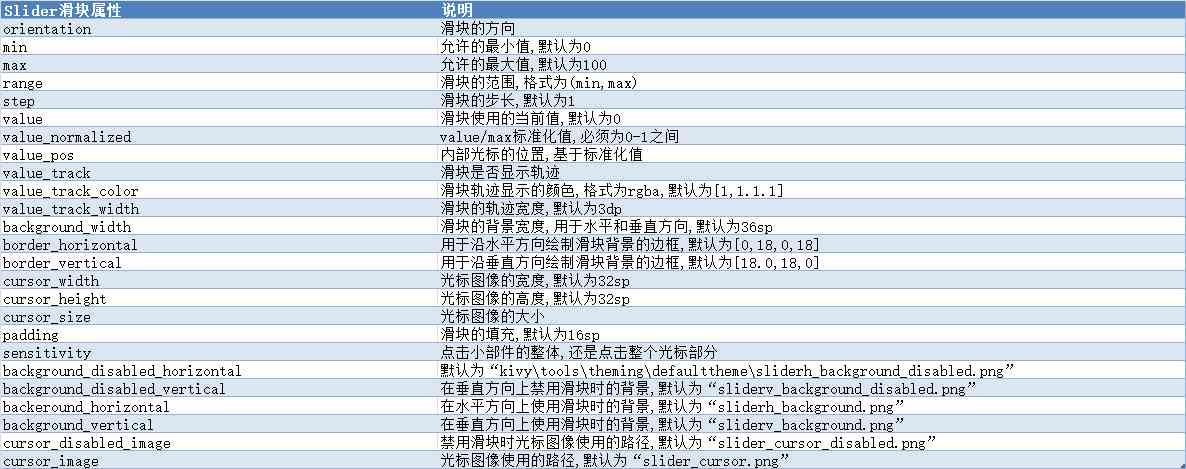 Slider滑块属性 说明
orientation 滑块的方向
min 允许的最小值,默认为0
max 允许的最大值,默认为100
range 滑块的范围,格式为(min,max)
step 滑块的步长,默认为1
value 滑块使用的当前值,默认为0
value_normalized value/max标准化值,必须为0-1之间
value_pos 内部光标的位置,基于标准化值
value_track 滑块是否显示轨迹
value_track_color 滑块轨迹显示的颜色,格式为rgba,默认为[1,1.1.1]
value_track_width 滑块的轨迹宽度,默认为3dp
background_width 滑块的背景宽度,用于水平和垂直方向,默认为36sp
border_horizontal 用于沿水平方向绘制滑块背景的边框,默认为[0,18,0,18]
border_vertical 用于沿垂直方向绘制滑块背景的边框,默认为[18.0,18,0]
cursor_width 光标图像的宽度,默认为32sp
cursor_height 光标图像的高度,默认为32sp
cursor_size 光标图像的大小
padding 滑块的填充,默认为16sp
sensitivity 点击小部件的整体,还是点击整个光标部分
background_disabled_horizontal 默认为“kivy\tools\theming\defaulttheme\sliderh_background_disabled.png”
background_disabled_vertical 在垂直方向上禁用滑块时的背景,默认为“sliderv_background_disabled.png”
backeround_horizontal 在水平方向上使用滑块时的背景,默认为“sliderh_background.png”
background_vertical 在垂直方向上使用滑块时的背景,默认为“sliderv_background.png”
cursor_disabled_image 禁用滑块时光标图像使用的路径,默认为“slider_cursor_disabled.png”
cursor_image 光标图像使用的路径,默认为“slider_cursor.png”